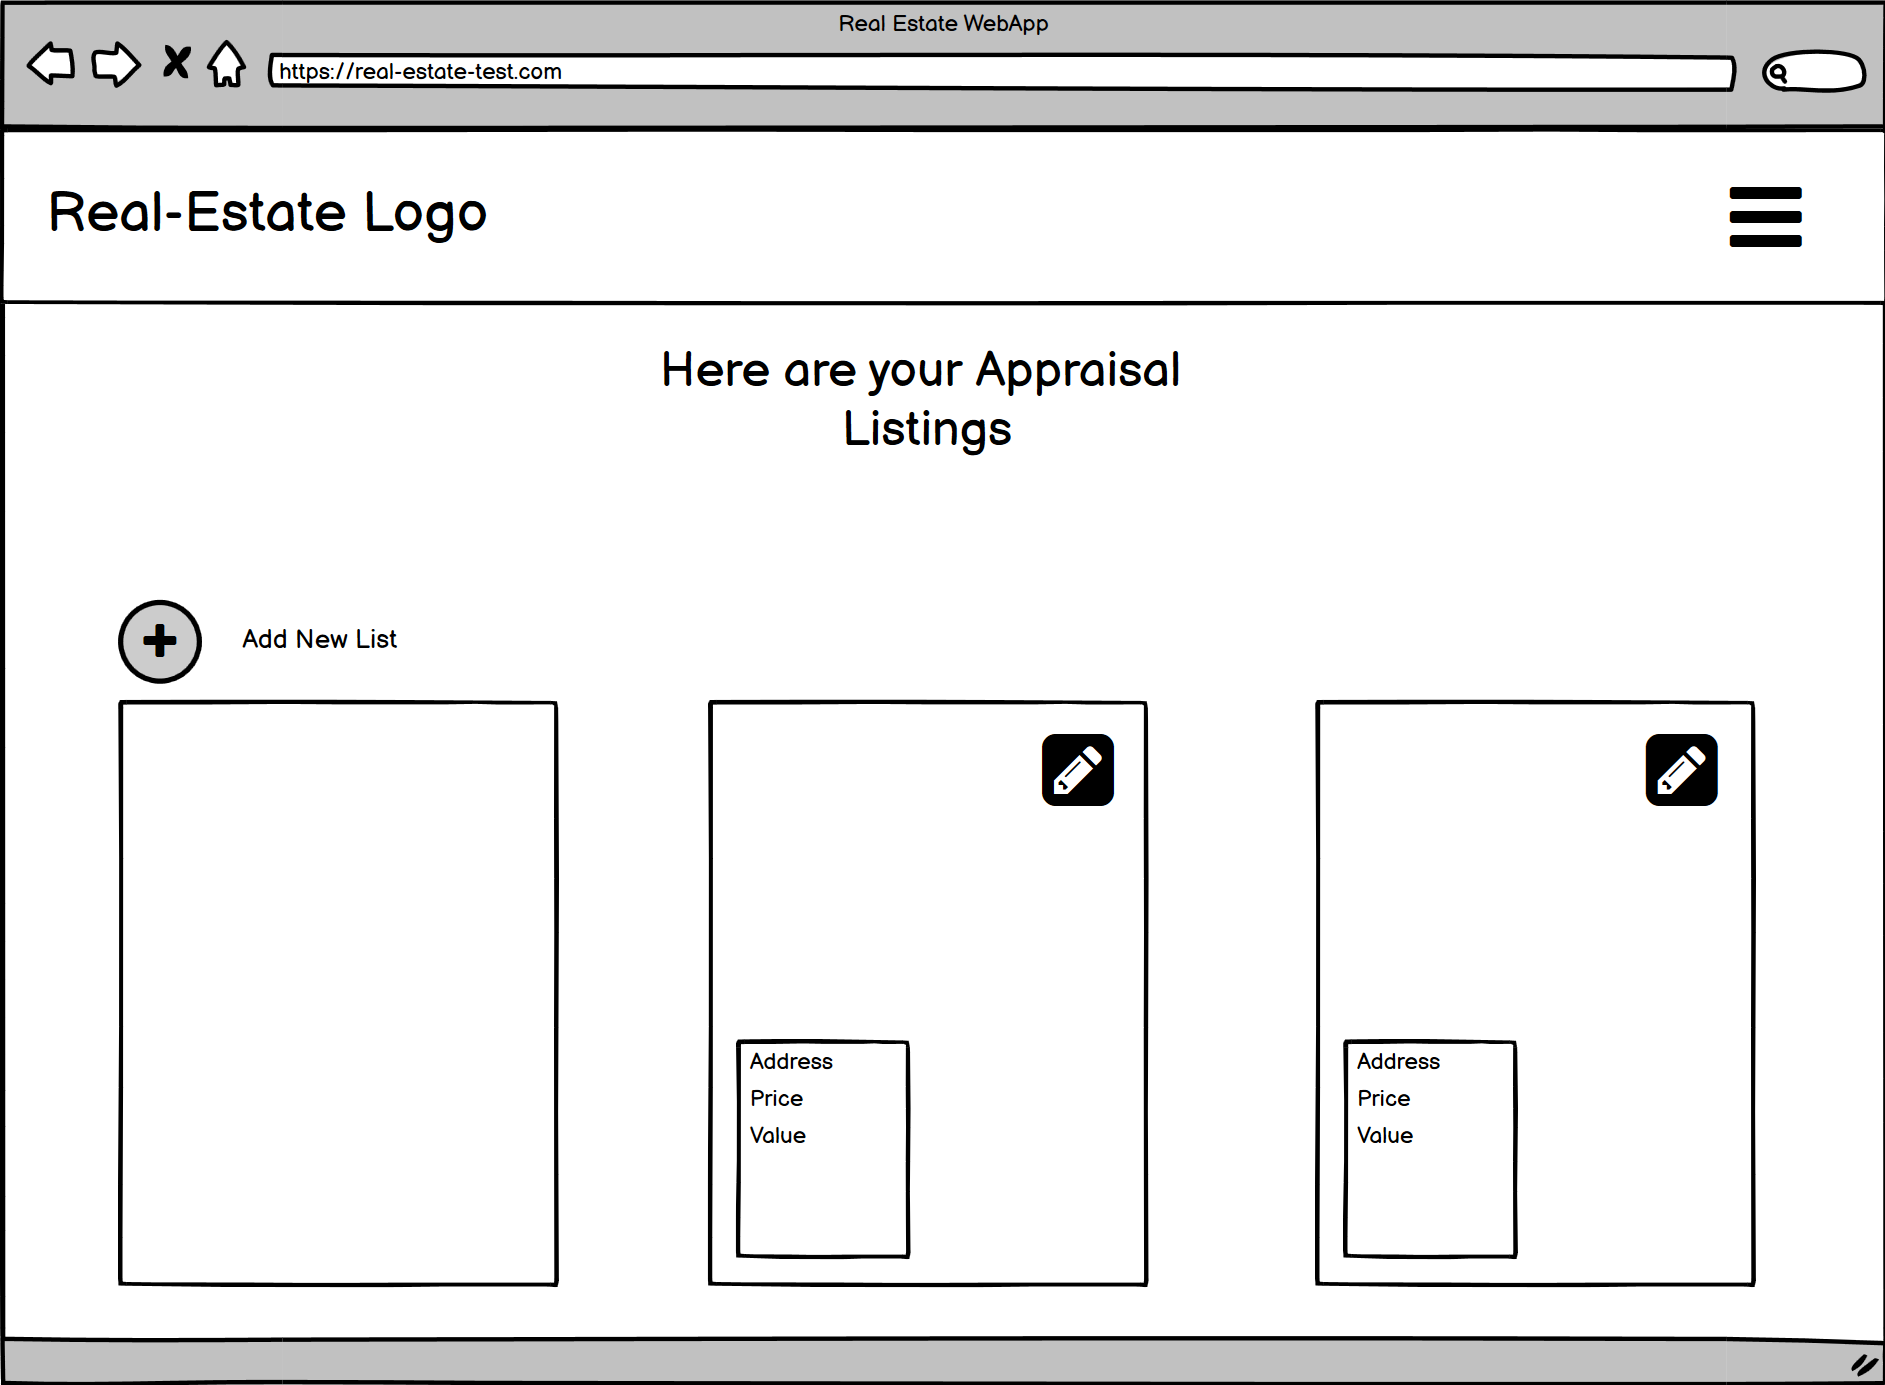 Real Estate WebApp
https://real-estate-test.com
Real-Estate Logo
Here are your Appraisal
Listings
Add New List
Address
Price
Value
Address
Price
Value